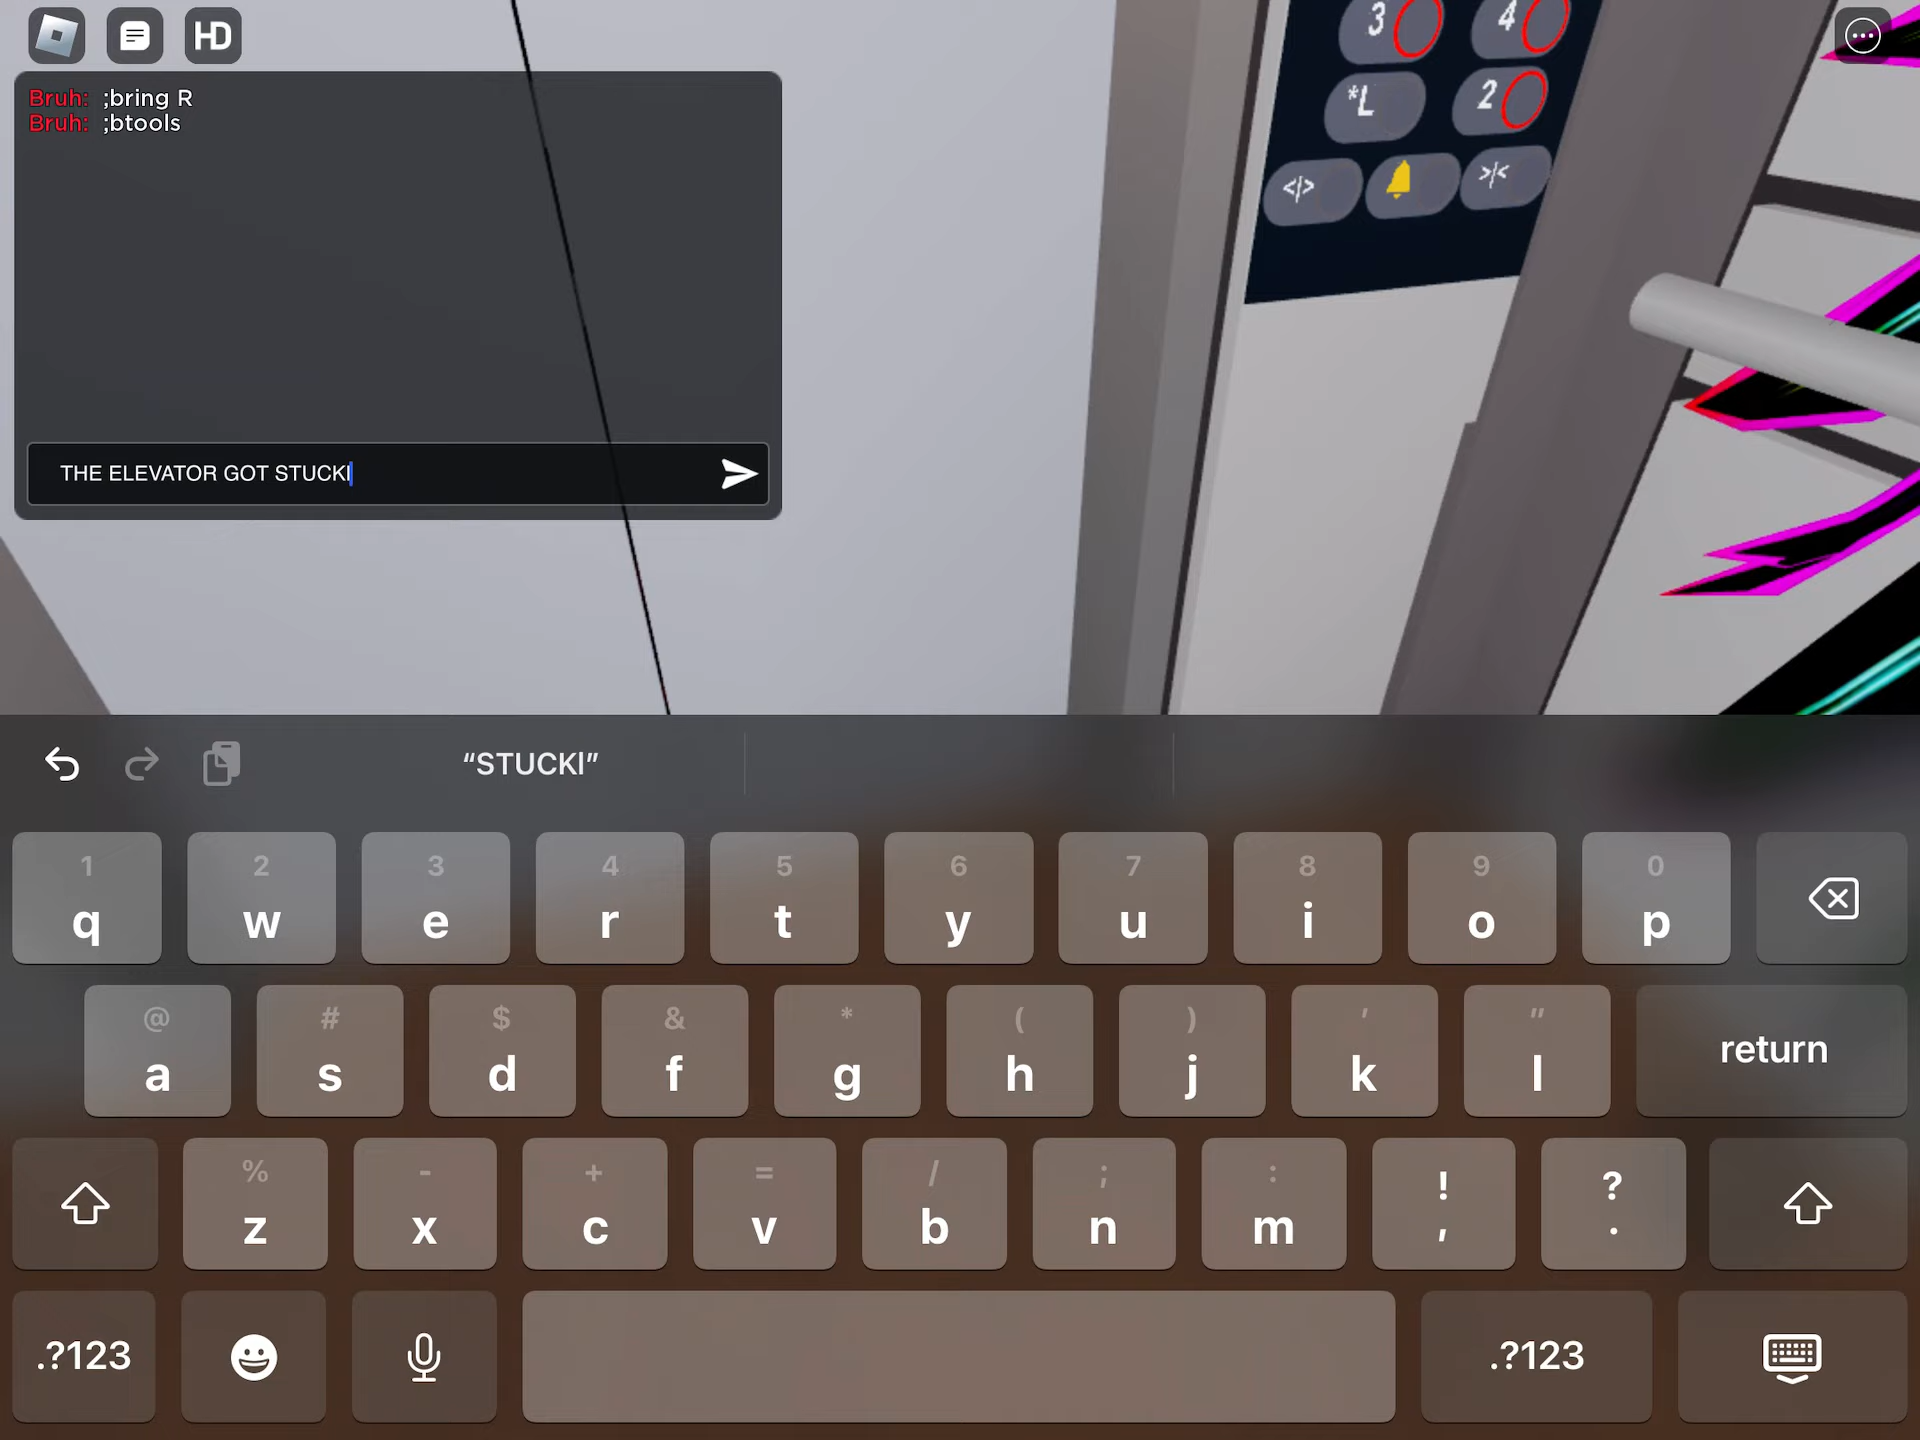 HD
3 4
Bruh: ;bring R
Bruh: ;btools
*L 2
<|> >|<
THE ELEVATOR GOT STUCKI
“STUCKI”
1 2 3 4 5 6 7 8 9 0
q w e r t y u i o p
@ # $ & * ( ) ' "
a s d f g h j k l return
% - + = / ; : ! ?
z x c v b n m , .
.?123 .?123